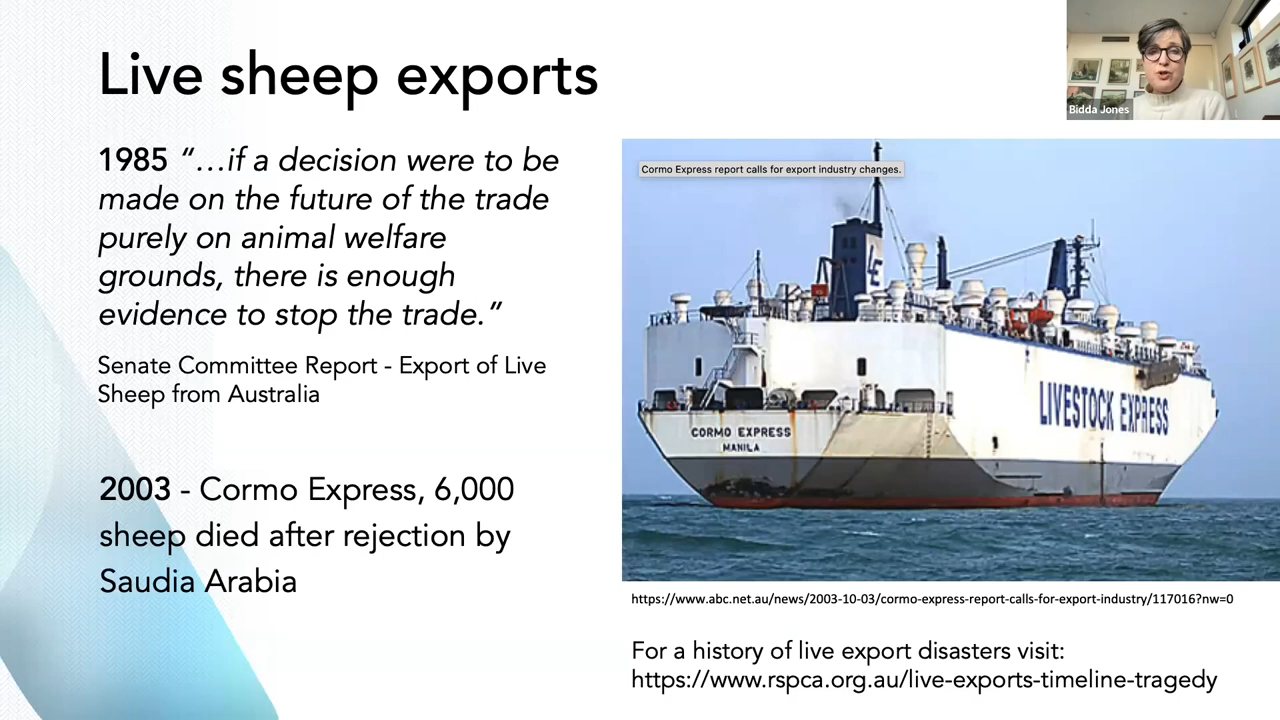 Live sheep exports
Bidda Jones
1985 “…if a decision were to be
made on the future of the trade
purely on animal welfare
grounds, there is enough
evidence to stop the trade.”
Senate Committee Report - Export of Live
Sheep from Australia
2003 - Cormo Express, 6,000
sheep died after rejection by
Saudia Arabia
Cormo Express report calls for export industry changes.
LE
LIVESTOCK EXPRESS
CORMO EXPRESS
MANILA
https://www.abc.net.au/news/2003-10-03/cormo-express-report-calls-for-export-industry/117016?nw=0
For a history of live export disasters visit:
https://www.rspca.org.au/live-exports-timeline-tragedy